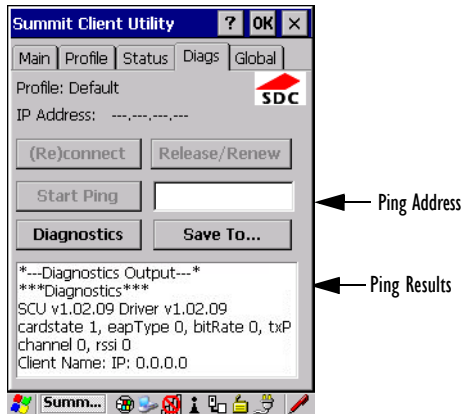 Summit Client Utility ? OK ×
Main Profile Status Diags Global
Profile: Default
SDC
IP Address: ---.---.---.---
(Re)connect Release/Renew
Start Ping
Ping Address
Diagnostics Save To...
*---Diagnostics Output---*
Ping Results
***Diagnostics***
SCU v1.02.09 Driver v1.02.09
cardstate 1, eapType 0, bitRate 0, txP
channel 0, rssi 0
Client Name: IP: 0.0.0.0
Summ...